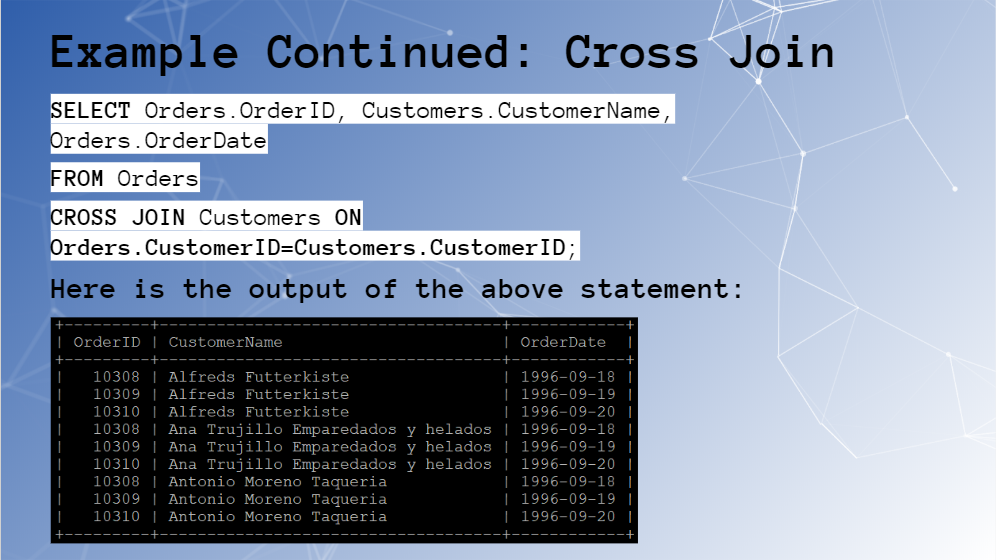 Example Continued: Cross Join
SELECT Orders.OrderID, Customers.CustomerName,
Orders.OrderDate
FROM Orders
CROSS JOIN Customers ON
Orders.CustomerID=Customers.CustomerID;
Here is the output of the above statement:
+---------+------------------------------------+------------+
| OrderID | CustomerName                       | OrderDate  |
+---------+------------------------------------+------------+
|   10308 | Alfreds Futterkiste                | 1996-09-18 |
|   10309 | Alfreds Futterkiste                | 1996-09-19 |
|   10310 | Alfreds Futterkiste                | 1996-09-20 |
|   10308 | Ana Trujillo Emparedados y helados | 1996-09-18 |
|   10309 | Ana Trujillo Emparedados y helados | 1996-09-19 |
|   10310 | Ana Trujillo Emparedados y helados | 1996-09-20 |
|   10308 | Antonio Moreno Taqueria            | 1996-09-18 |
|   10309 | Antonio Moreno Taqueria            | 1996-09-19 |
|   10310 | Antonio Moreno Taqueria            | 1996-09-20 |
+---------+------------------------------------+------------+